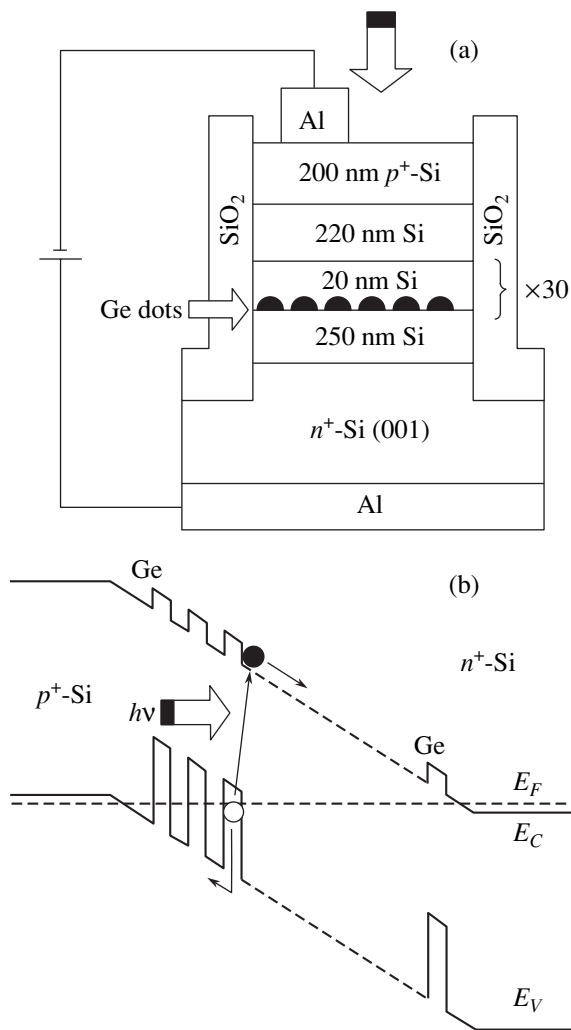 (a)
Al
200 nm p⁺-Si
220 nm Si
SiO₂
SiO₂
20 nm Si
×30
Ge dots
250 nm Si
n⁺-Si (001)
Al
(b)
Ge
n⁺-Si
p⁺-Si
hν
Ge
E_F
E_C
E_V